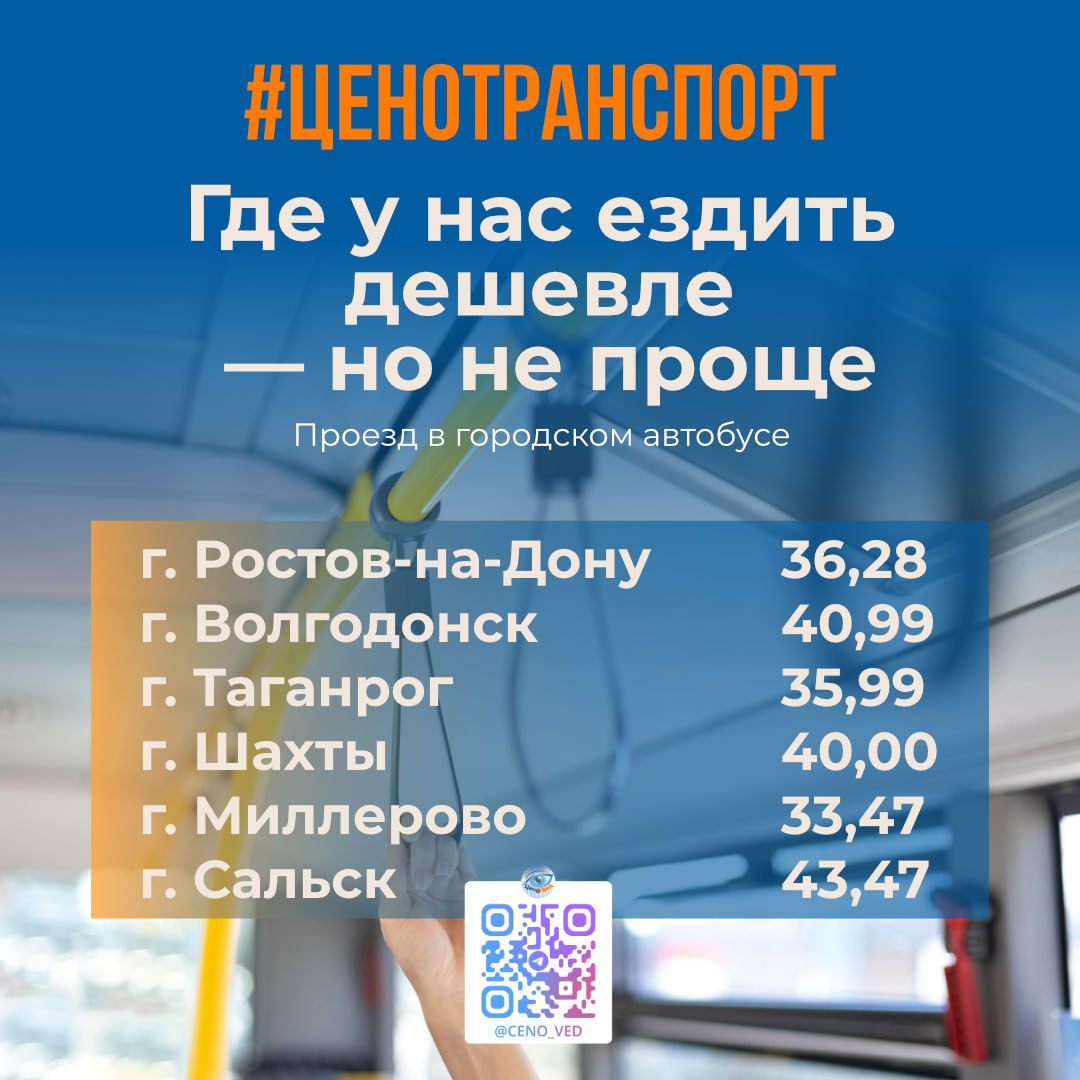 #ЦЕНОТРАНСПОРТ
Где у нас ездить
дешевле
— но не проще
Проезд в городском автобусе
г. Ростов-на-Дону 36,28
г. Волгодонск 40,99
г. Таганрог 35,99
г. Шахты 40,00
г. Миллерово 33,47
г. Сальск 43,47
@CENO_VED